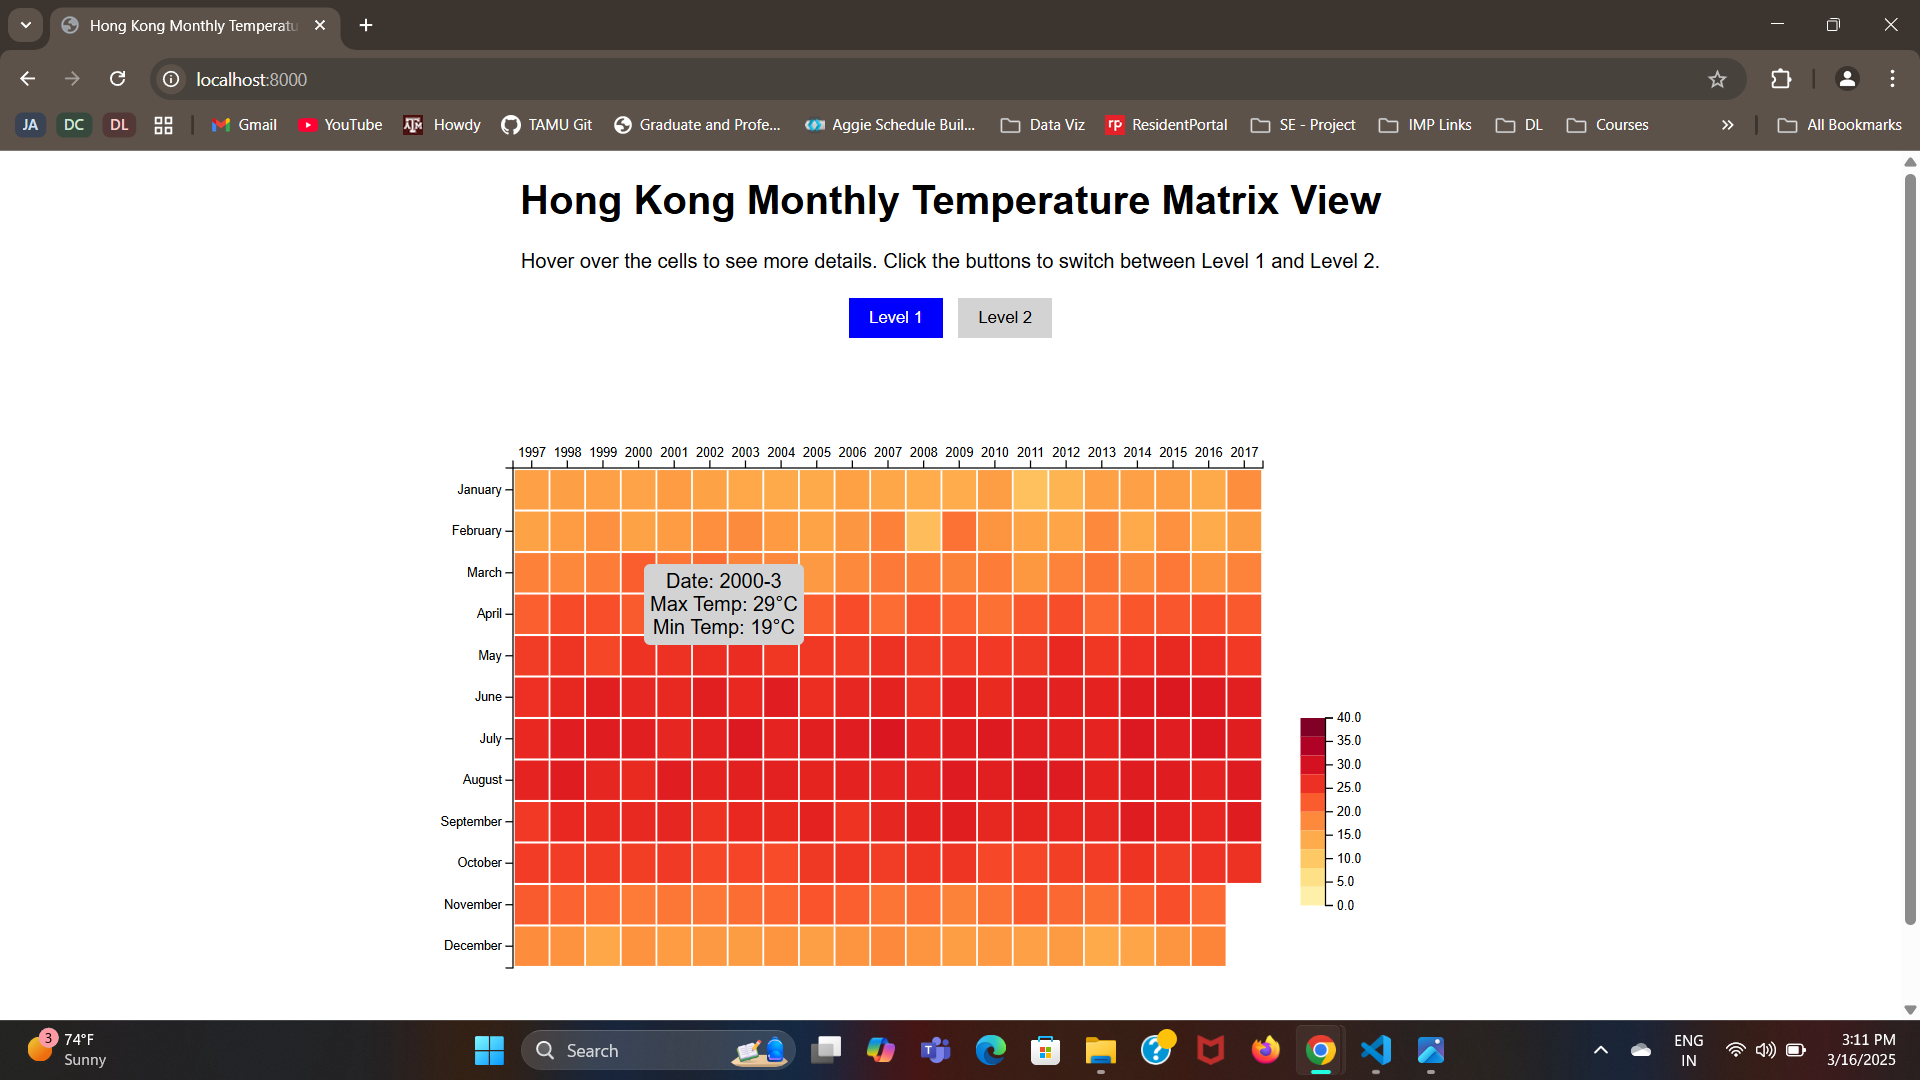 Hong Kong Monthly Temperatu
localhost:8000
JA DC DL Gmail YouTube Howdy TAMU Git Graduate and Profe... Aggie Schedule Buil... Data Viz ResidentPortal SE - Project IMP Links DL Courses » All Bookmarks
Hong Kong Monthly Temperature Matrix View
Hover over the cells to see more details. Click the buttons to switch between Level 1 and Level 2.
Level 1 Level 2
1997 1998 1999 2000 2001 2002 2003 2004 2005 2006 2007 2008 2009 2010 2011 2012 2013 2014 2015 2016 2017
January
February
March
April
May
June
July
August
September
October
November
December
Date: 2000-3
Max Temp: 29°C
Min Temp: 19°C
40.0
35.0
30.0
25.0
20.0
15.0
10.0
5.0
0.0
3
74°F
Sunny
Search
ENG
IN
3:11 PM
3/16/2025